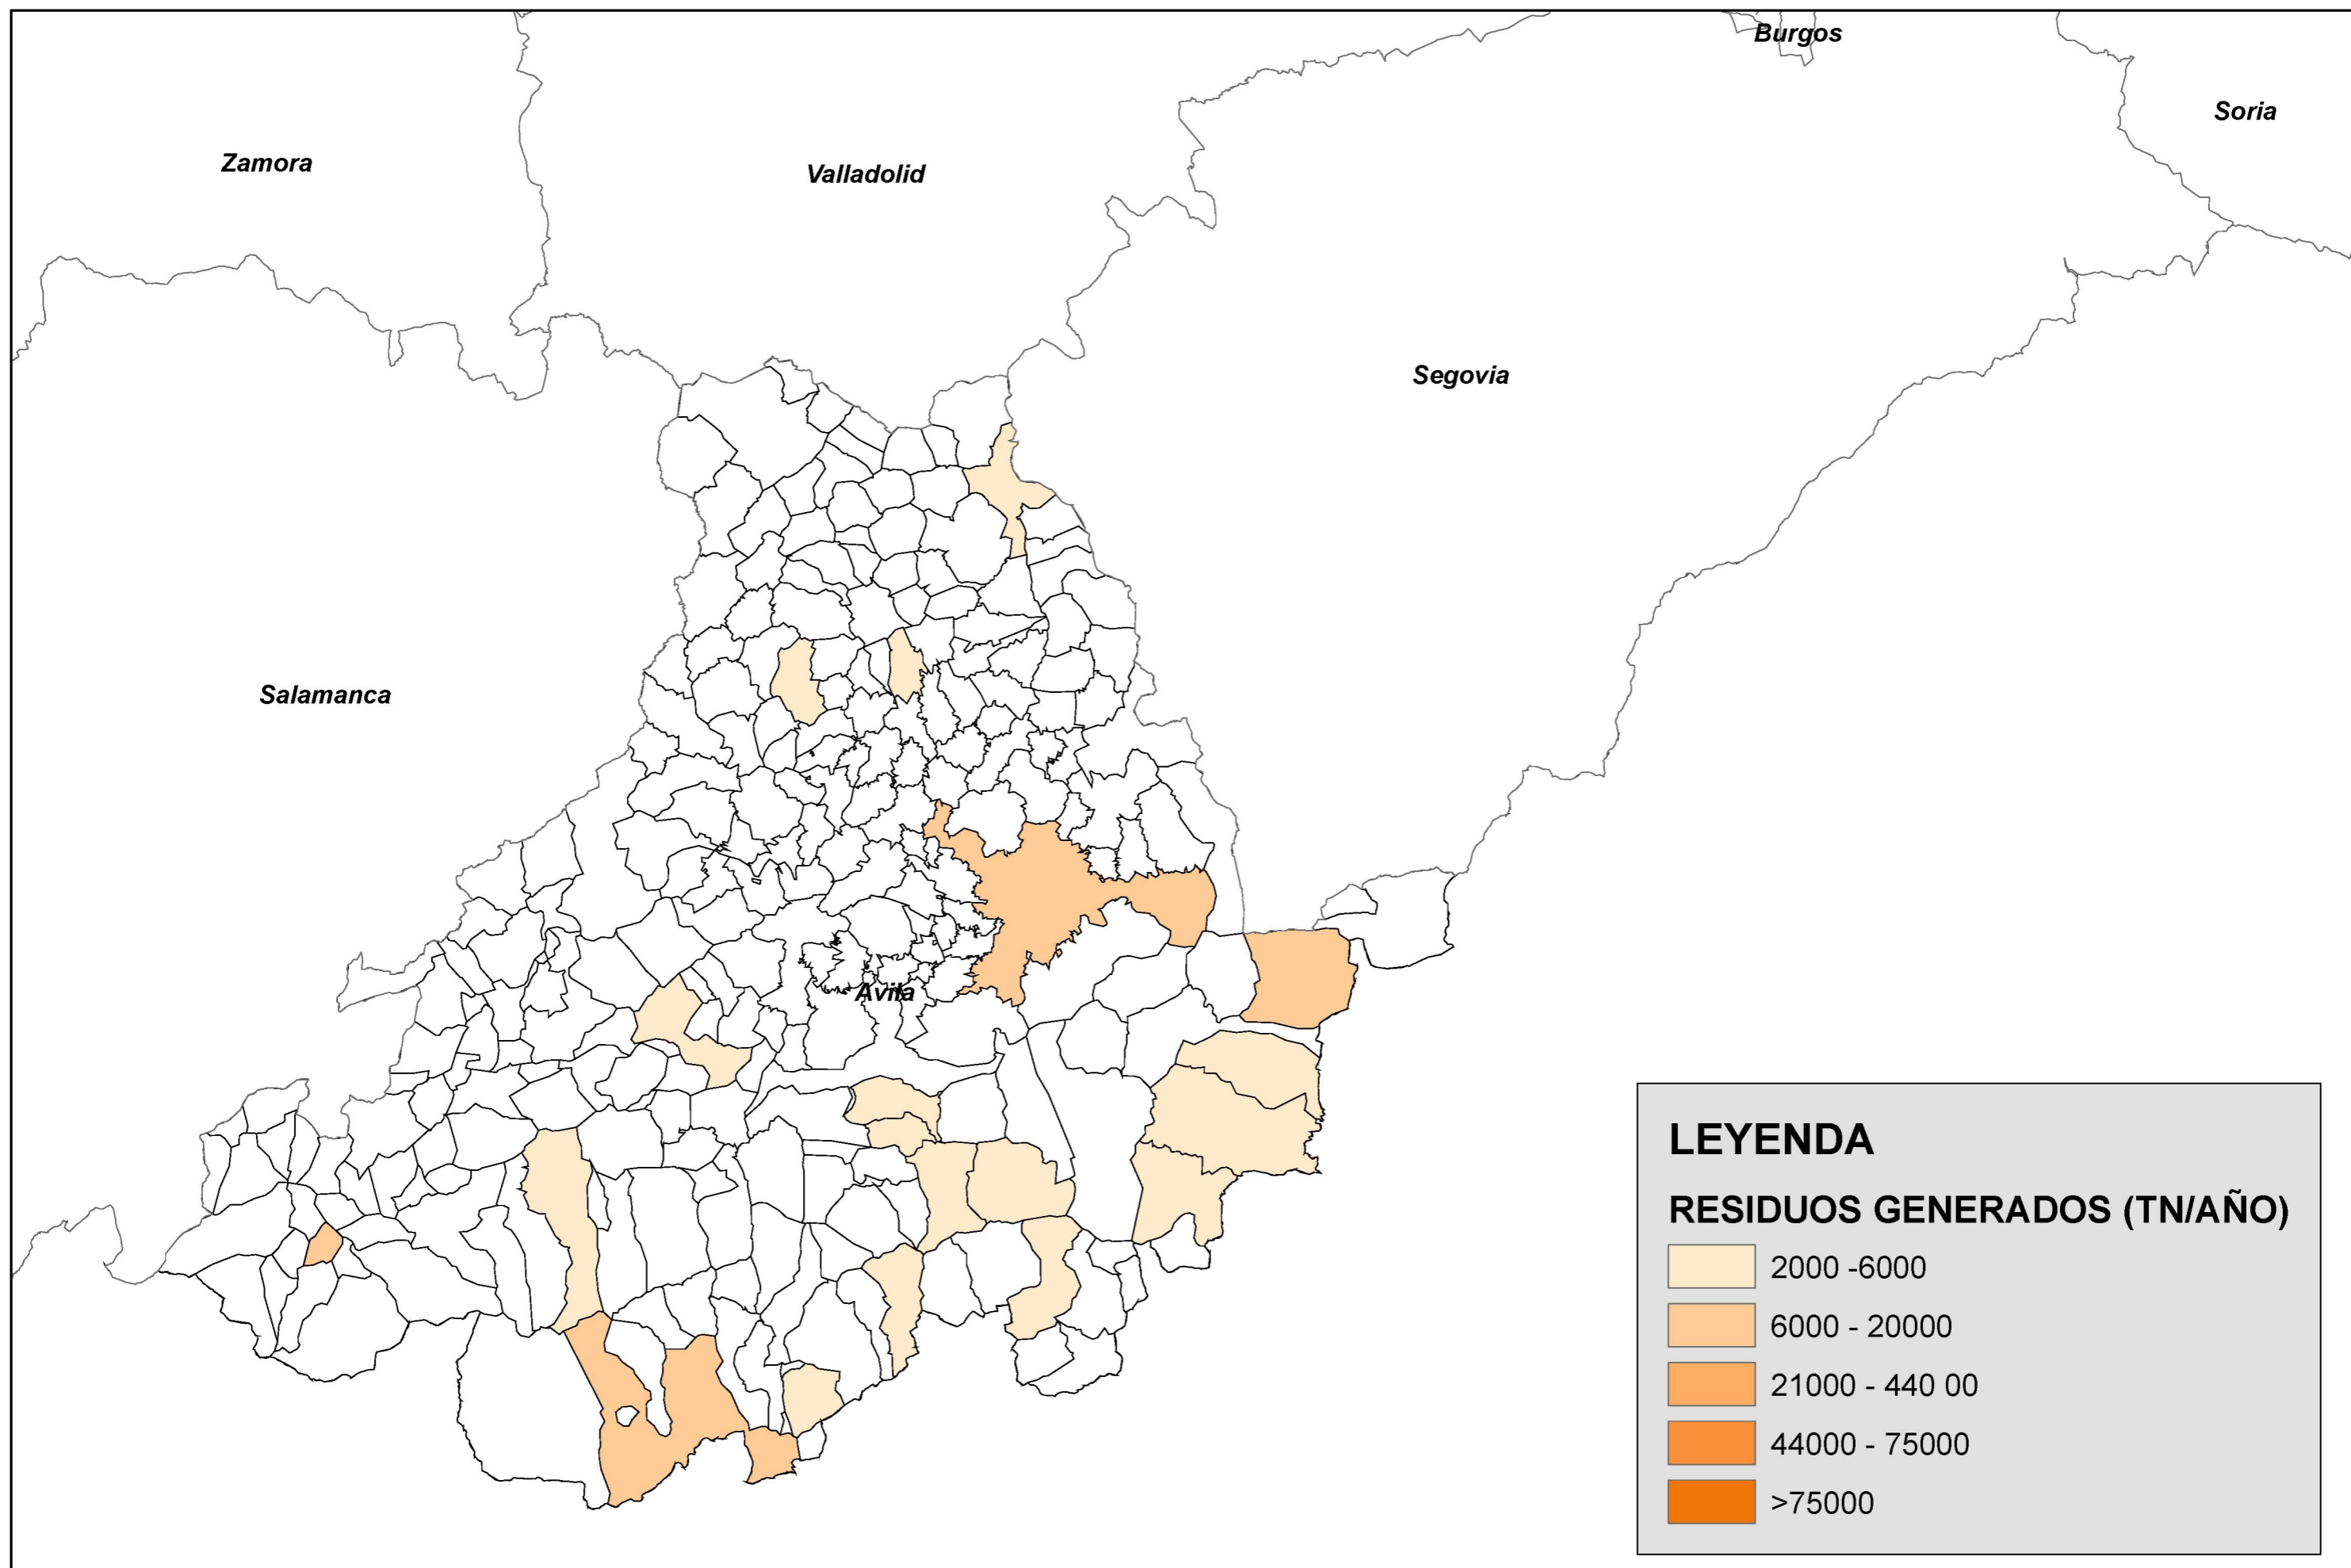 Burgos
Soria
Zamora
Valladolid
Segovia
Salamanca
Avila
LEYENDA
RESIDUOS GENERADOS (TN/AÑO)
2000 -6000
6000 - 20000
21000 - 440 00
44000 - 75000
>75000